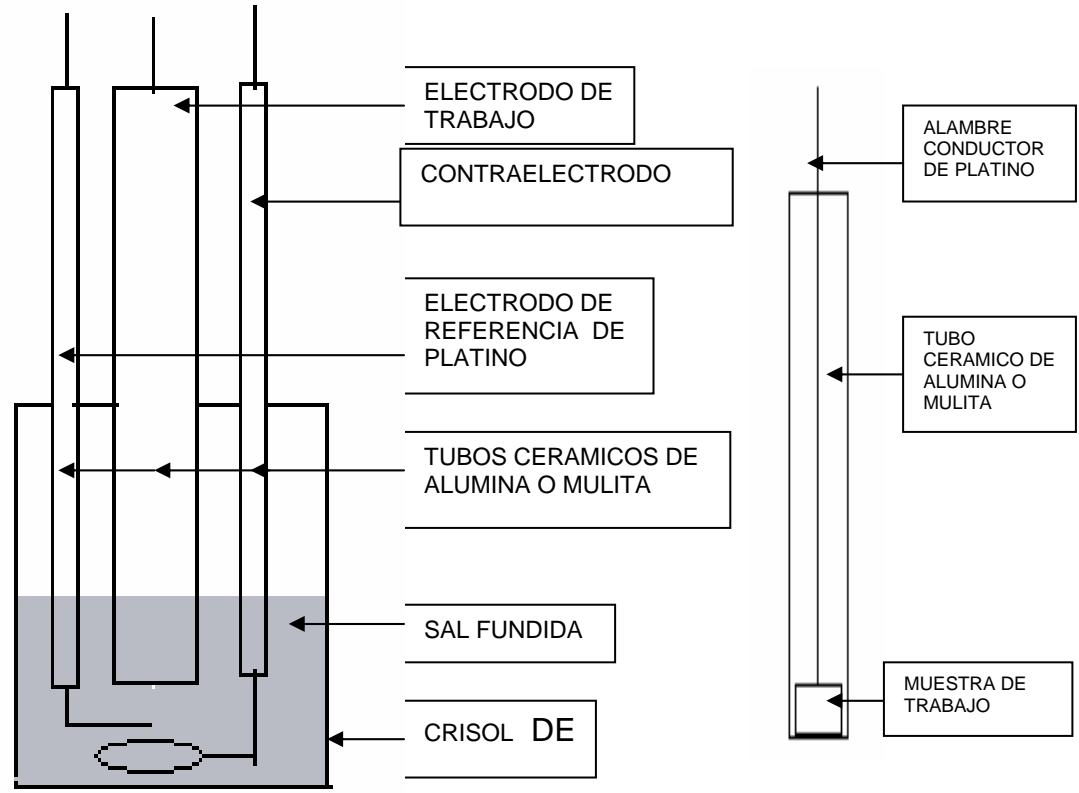 ELECTRODO DE
TRABAJO
CONTRAELECTRODO
ELECTRODO DE
REFERENCIA DE
PLATINO
TUBOS CERAMICOS DE
ALUMINA O MULITA
SAL FUNDIDA
CRISOL DE
ALAMBRE
CONDUCTOR
DE PLATINO
TUBO
CERAMICO DE
ALUMINA O
MULITA
MUESTRA DE
TRABAJO